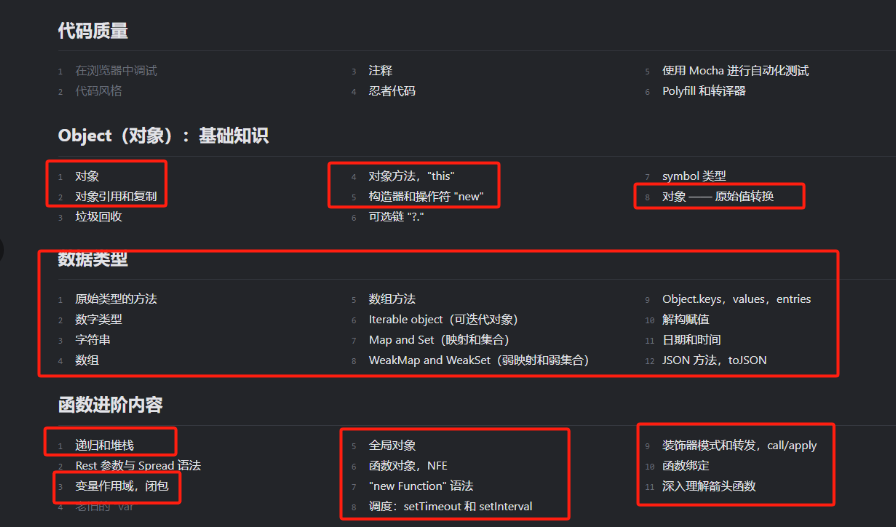 代码质量
1 在浏览器中调试
2 代码风格
3 注释
4 忍者代码
5 使用 Mocha 进行自动化测试
6 Polyfill 和转译器
Object（对象）：基础知识
1 对象
2 对象引用和复制
3 垃圾回收
4 对象方法，"this"
5 构造器和操作符 "new"
6 可选链 "?."
7 symbol 类型
8 对象 —— 原始值转换
数据类型
1 原始类型的方法
2 数字类型
3 字符串
4 数组
5 数组方法
6 Iterable object（可迭代对象）
7 Map and Set（映射和集合）
8 WeakMap and WeakSet（弱映射和弱集合）
9 Object.keys，values，entries
10 解构赋值
11 日期和时间
12 JSON 方法，toJSON
函数进阶内容
1 递归和堆栈
2 Rest 参数与 Spread 语法
3 变量作用域，闭包
4 老旧的 "var"
5 全局对象
6 函数对象，NFE
7 "new Function" 语法
8 调度：setTimeout 和 setInterval
9 装饰器模式和转发，call/apply
10 函数绑定
11 深入理解箭头函数